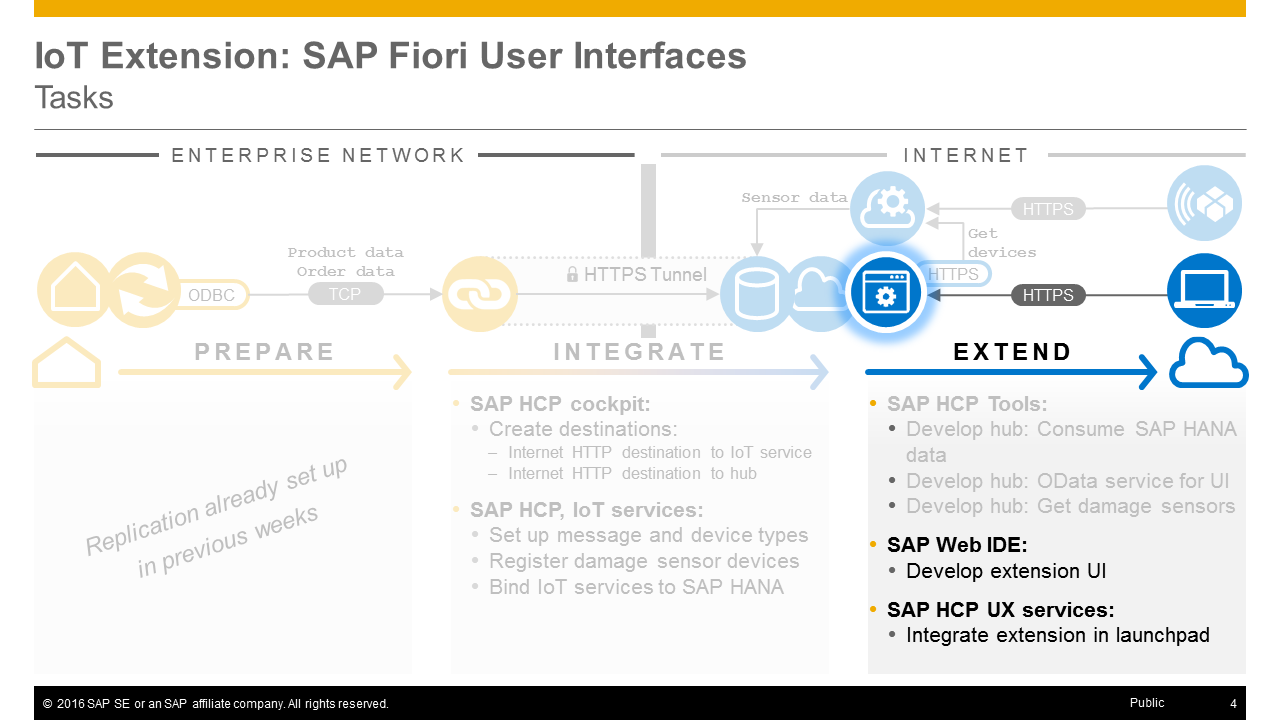 IoT Extension: SAP Fiori User Interfaces
Tasks
ENTERPRISE NETWORK
INTERNET
Sensor data
HTTPS
Get
devices
Product data
Order data
HTTPS Tunnel
HTTPS
ODBC
TCP
HTTPS
PREPARE
INTEGRATE
EXTEND
Replication already set up
in previous weeks
• SAP HCP cockpit:
• Create destinations:
– Internet HTTP destination to IoT service
– Internet HTTP destination to hub
• SAP HCP, IoT services:
• Set up message and device types
• Register damage sensor devices
• Bind IoT services to SAP HANA
• SAP HCP Tools:
• Develop hub: Consume SAP HANA
data
• Develop hub: OData service for UI
• Develop hub: Get damage sensors
• SAP Web IDE:
• Develop extension UI
• SAP HCP UX services:
• Integrate extension in launchpad
© 2016 SAP SE or an SAP affiliate company. All rights reserved.
Public
4